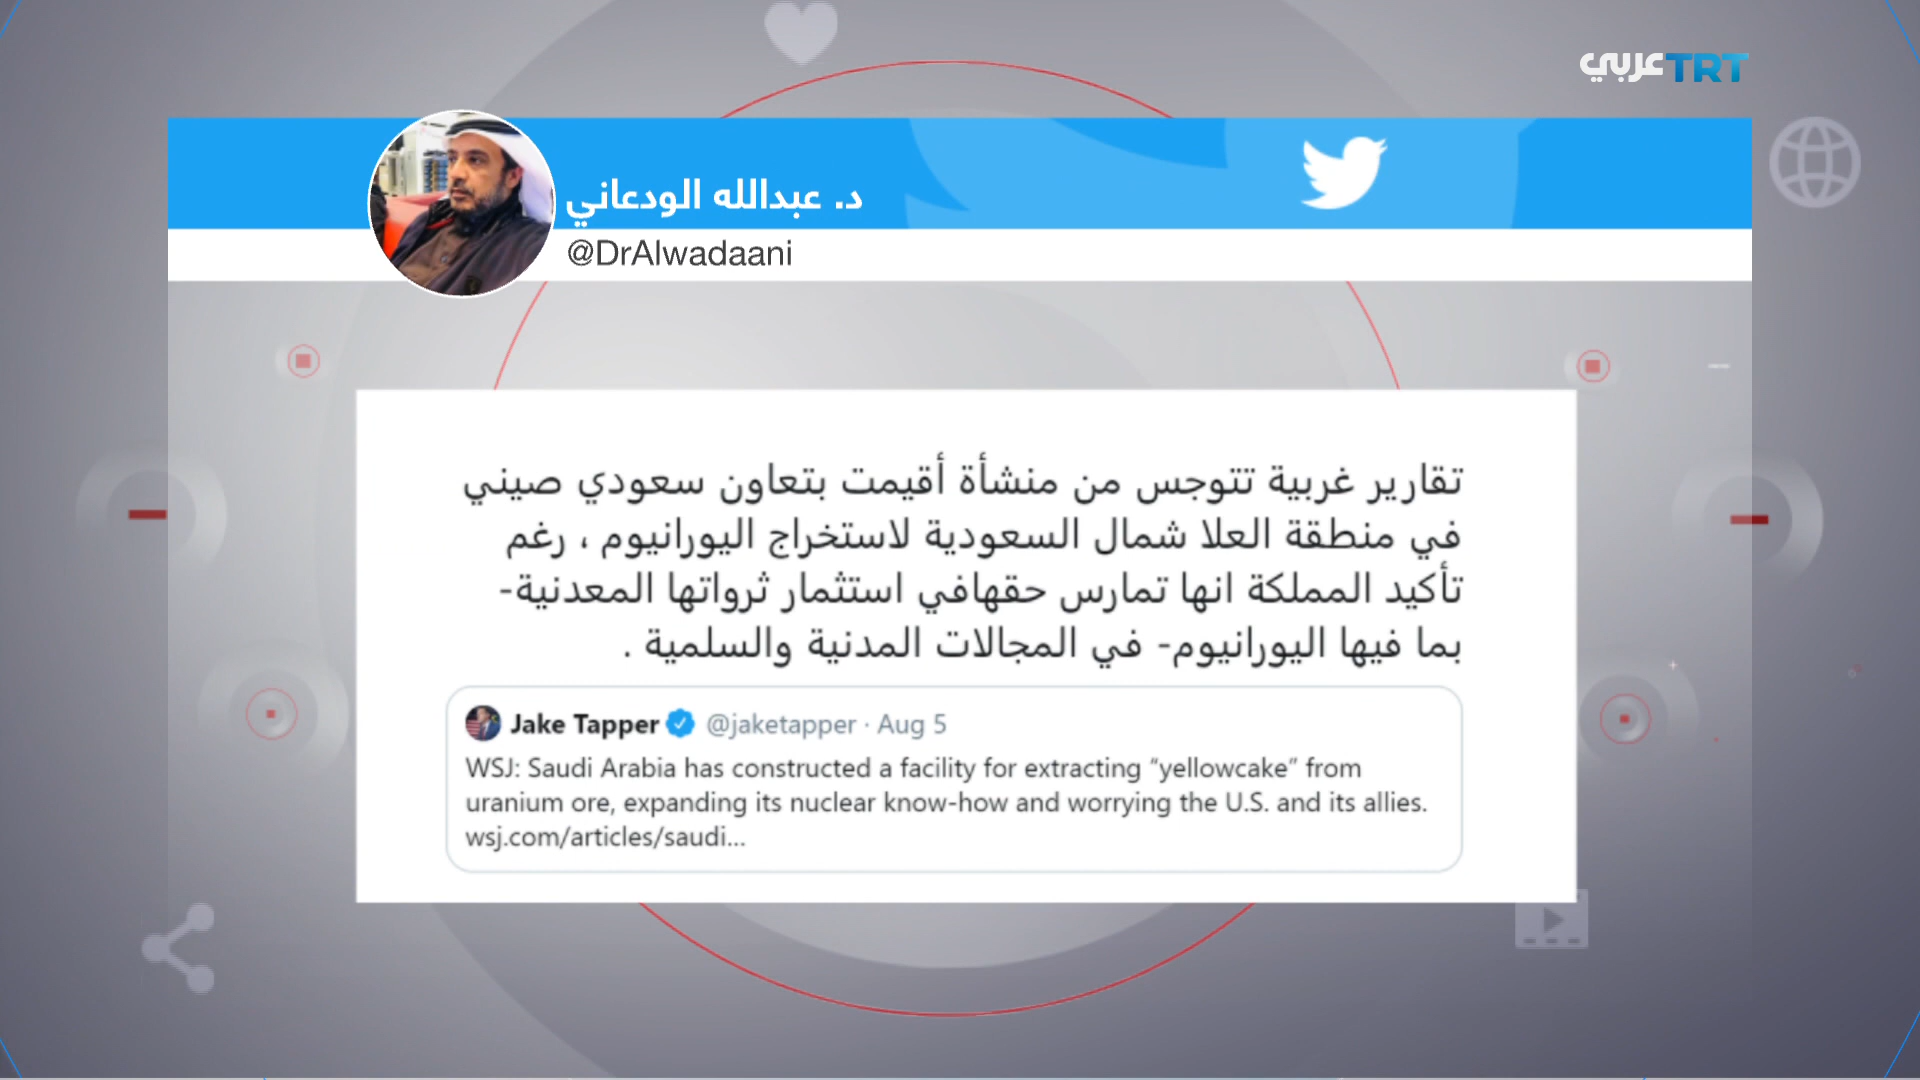 TRT عربي
د. عبدالله الودعاني
@DrAlwadaani
تقارير غربية تتوجس من منشأة أقيمت بتعاون سعودي صيني
في منطقة العلا شمال السعودية لاستخراج اليورانيوم ، رغم
تأكيد المملكة انها تمارس حقهافي استثمار ثرواتها المعدنية-
بما فيها اليورانيوم- في المجالات المدنية والسلمية .
Jake Tapper @jaketapper · Aug 5
WSJ: Saudi Arabia has constructed a facility for extracting “yellowcake” from
uranium ore, expanding its nuclear know-how and worrying the U.S. and its allies.
wsj.com/articles/saudi...